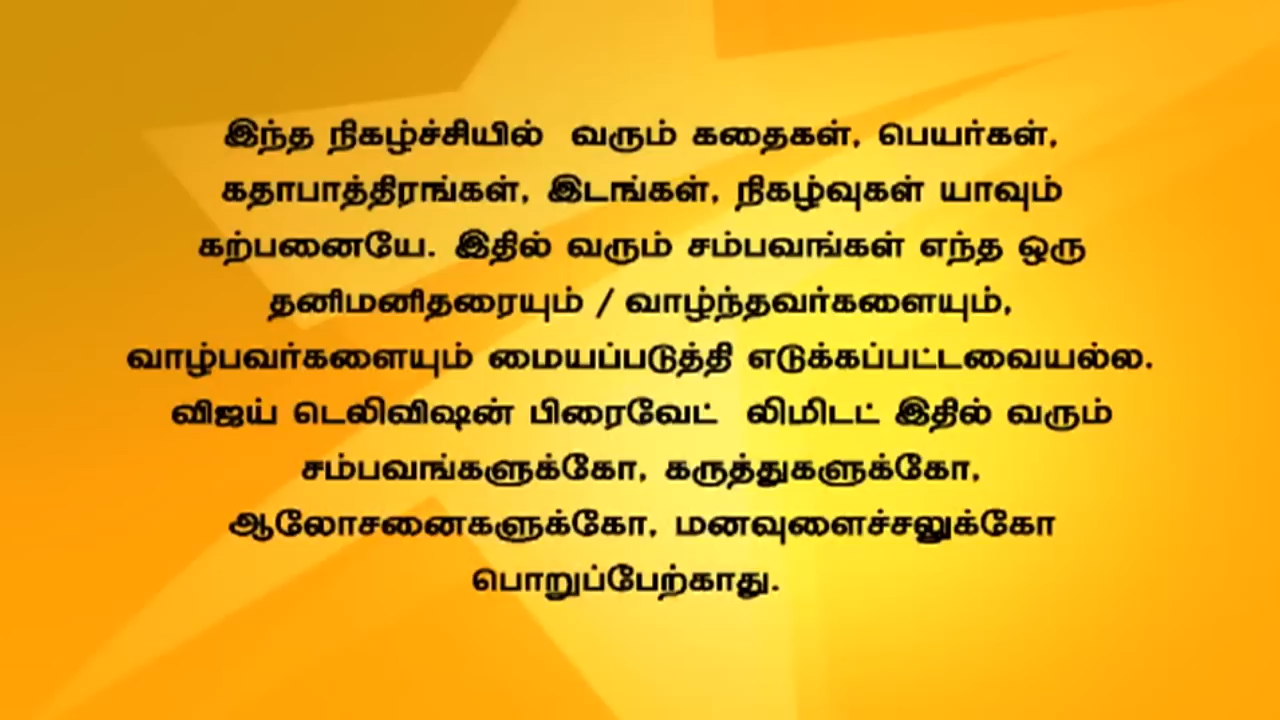 இந்த நிகழ்ச்சியில் வரும் கதைகள், பெயர்கள்,
கதாபாத்திரங்கள், இடங்கள், நிகழ்வுகள் யாவும்
கற்பனையே. இதில் வரும் சம்பவங்கள் எந்த ஒரு
தனிமனிதரையும் / வாழ்ந்தவர்களையும்,
வாழ்பவர்களையும் மையப்படுத்தி எடுக்கப்பட்டவையல்ல.
விஜய் டெலிவிஷன் பிரைவேட் லிமிடட் இதில் வரும்
சம்பவங்களுக்கோ, கருத்துகளுக்கோ,
ஆலோசனைகளுக்கோ, மனவுளைச்சலுக்கோ
பொறுப்பேற்காது.